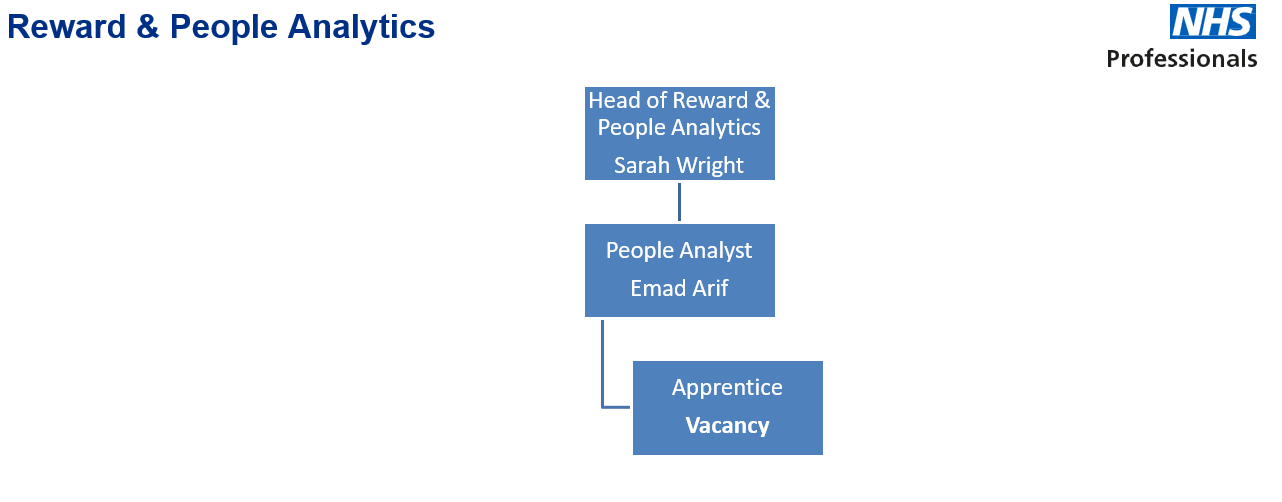 Reward & People Analytics
NHS
Professionals
Head of Reward &
People Analytics
Sarah Wright
People Analyst
Emad Arif
Apprentice
Vacancy